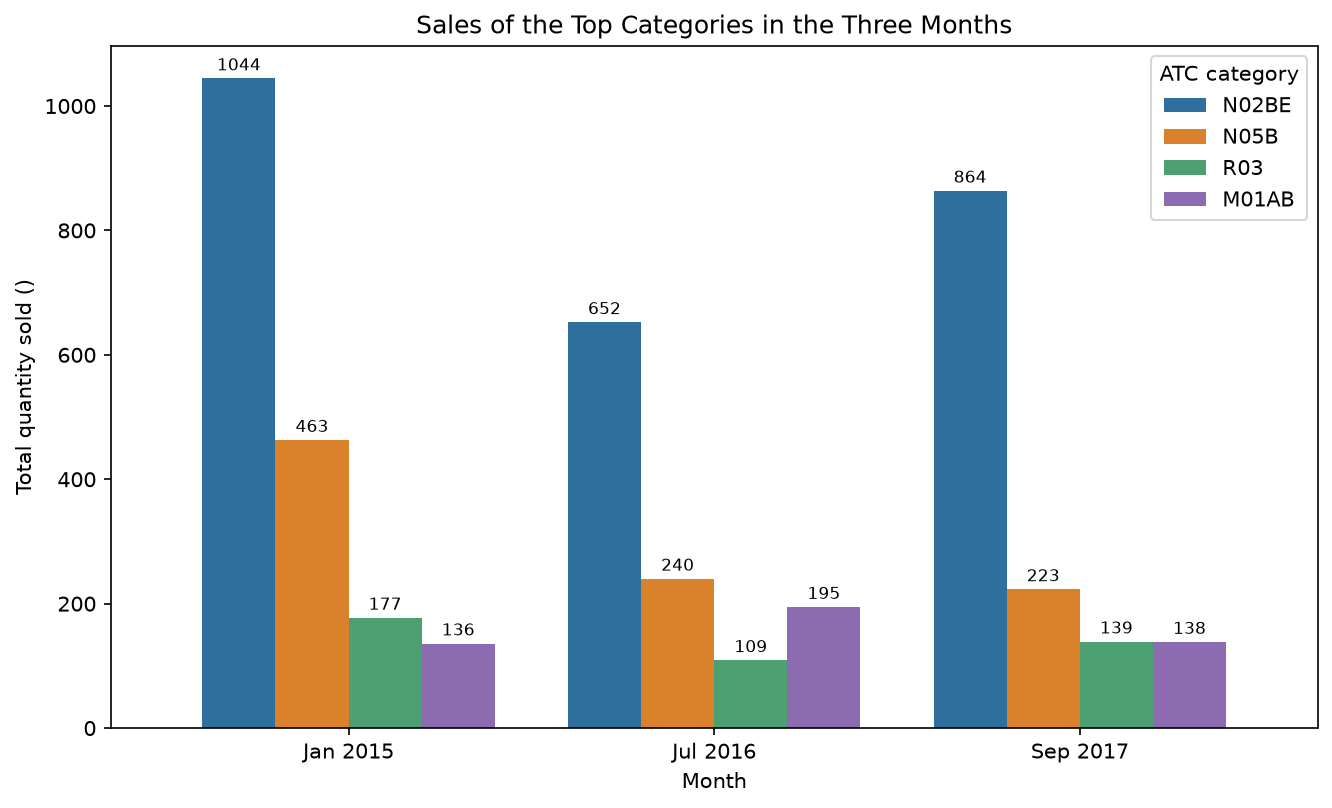 Sales of the Top Categories in the Three Months
ATC category
N02BE
N05B
R03
M01AB
Total quantity sold ()
1000
800
600
400
200
0
1044
463
177
136
652
240
109
195
864
223
139
138
Jan 2015
Jul 2016
Sep 2017
Month